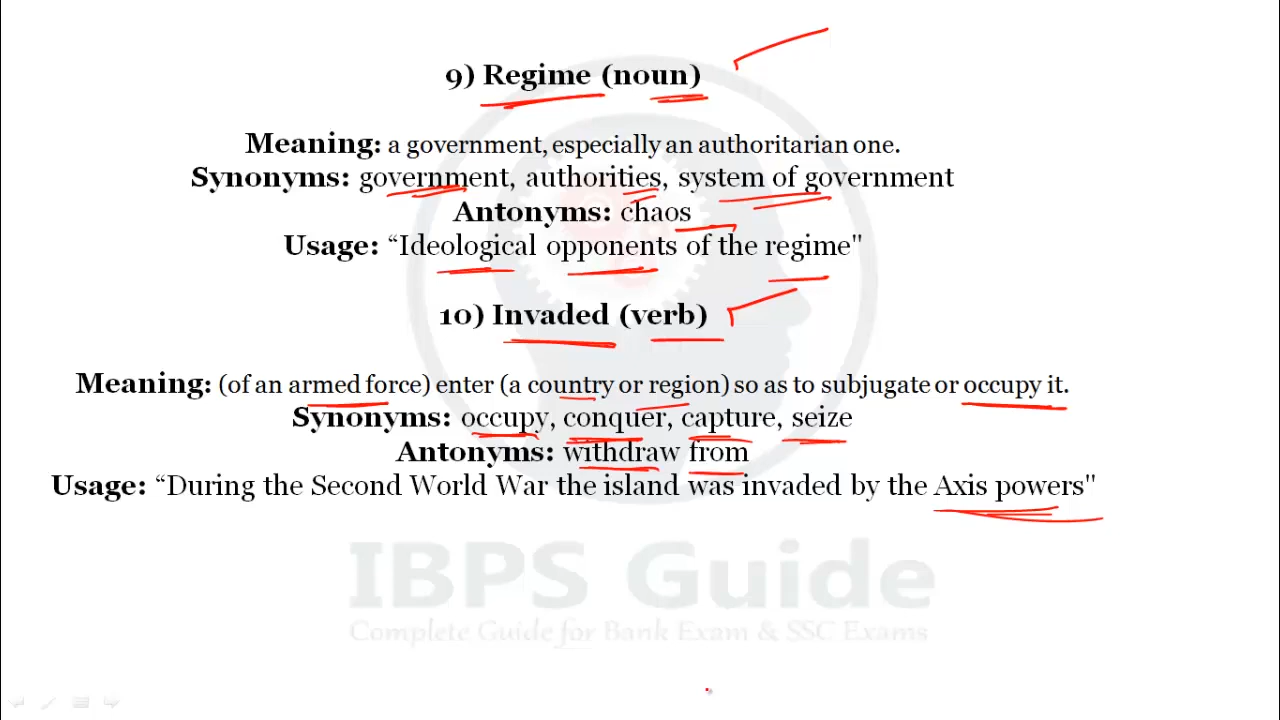 9) Regime (noun)
Meaning: a government, especially an authoritarian one.
Synonyms: government, authorities, system of government
Antonyms: chaos
Usage: “Ideological opponents of the regime"
10) Invaded (verb)
Meaning: (of an armed force) enter (a country or region) so as to subjugate or occupy it.
Synonyms: occupy, conquer, capture, seize
Antonyms: withdraw from
Usage: “During the Second World War the island was invaded by the Axis powers"
IBPS Guide
Complete Guide for Bank Exam & SSC Exams